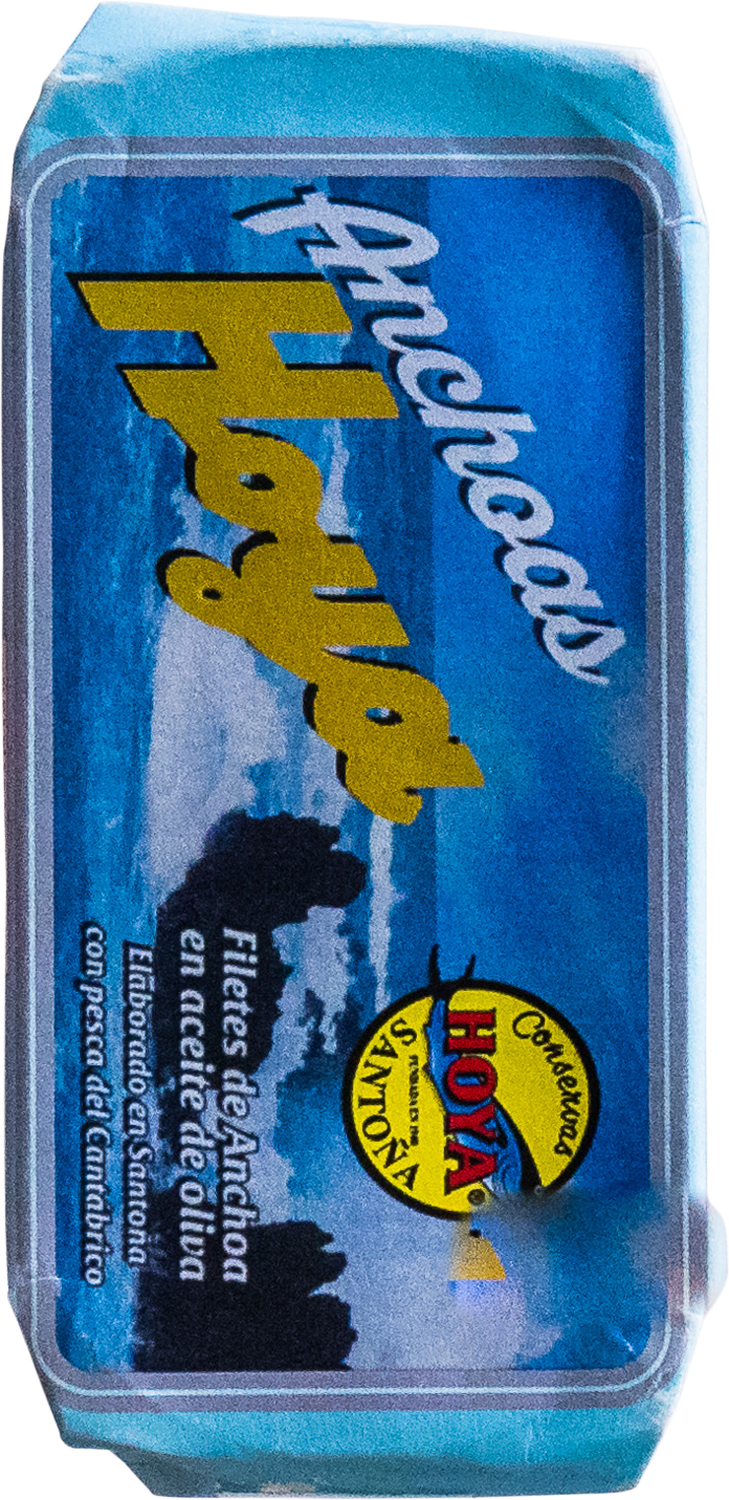 Anchoas
Hoya
Conservas
HOYA®
SANTOÑA
Filetes de Anchoa
en aceite de oliva
Elaborado en Santoña
con pesca del Cantábrico